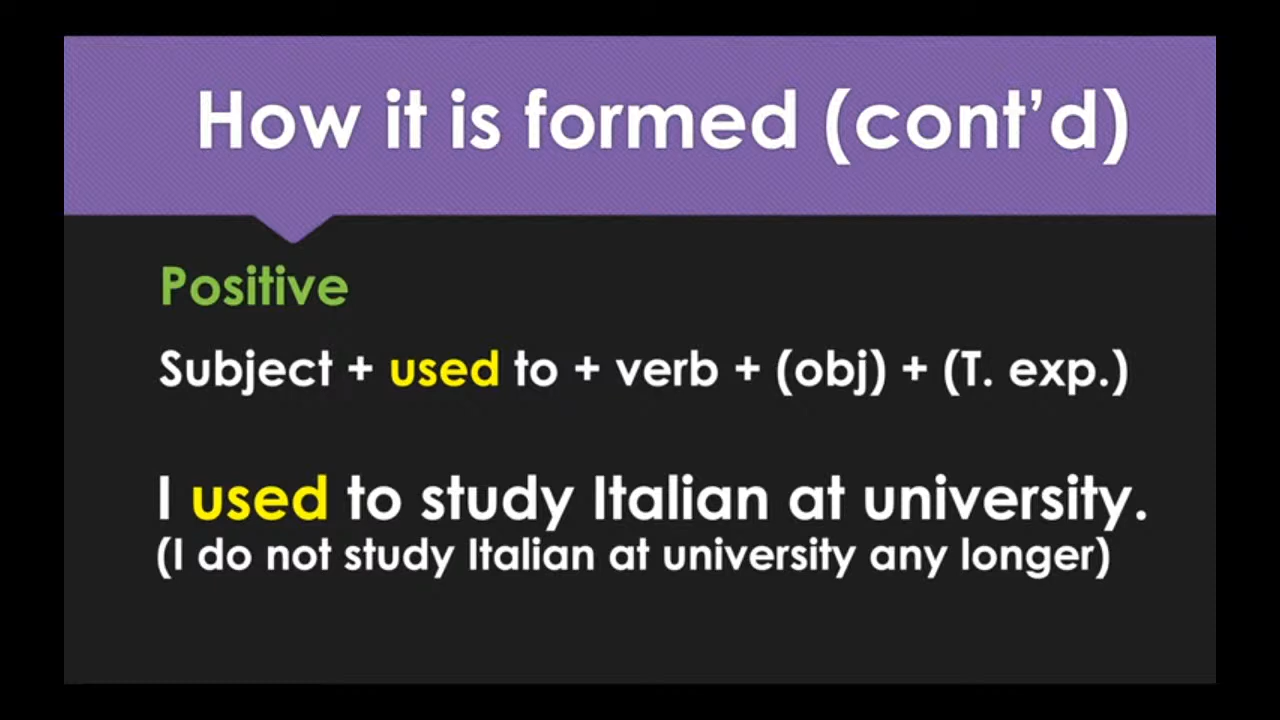 How it is formed (cont’d)
Positive
Subject + used to + verb + (obj) + (T. exp.)
I used to study Italian at university.
(I do not study Italian at university any longer)